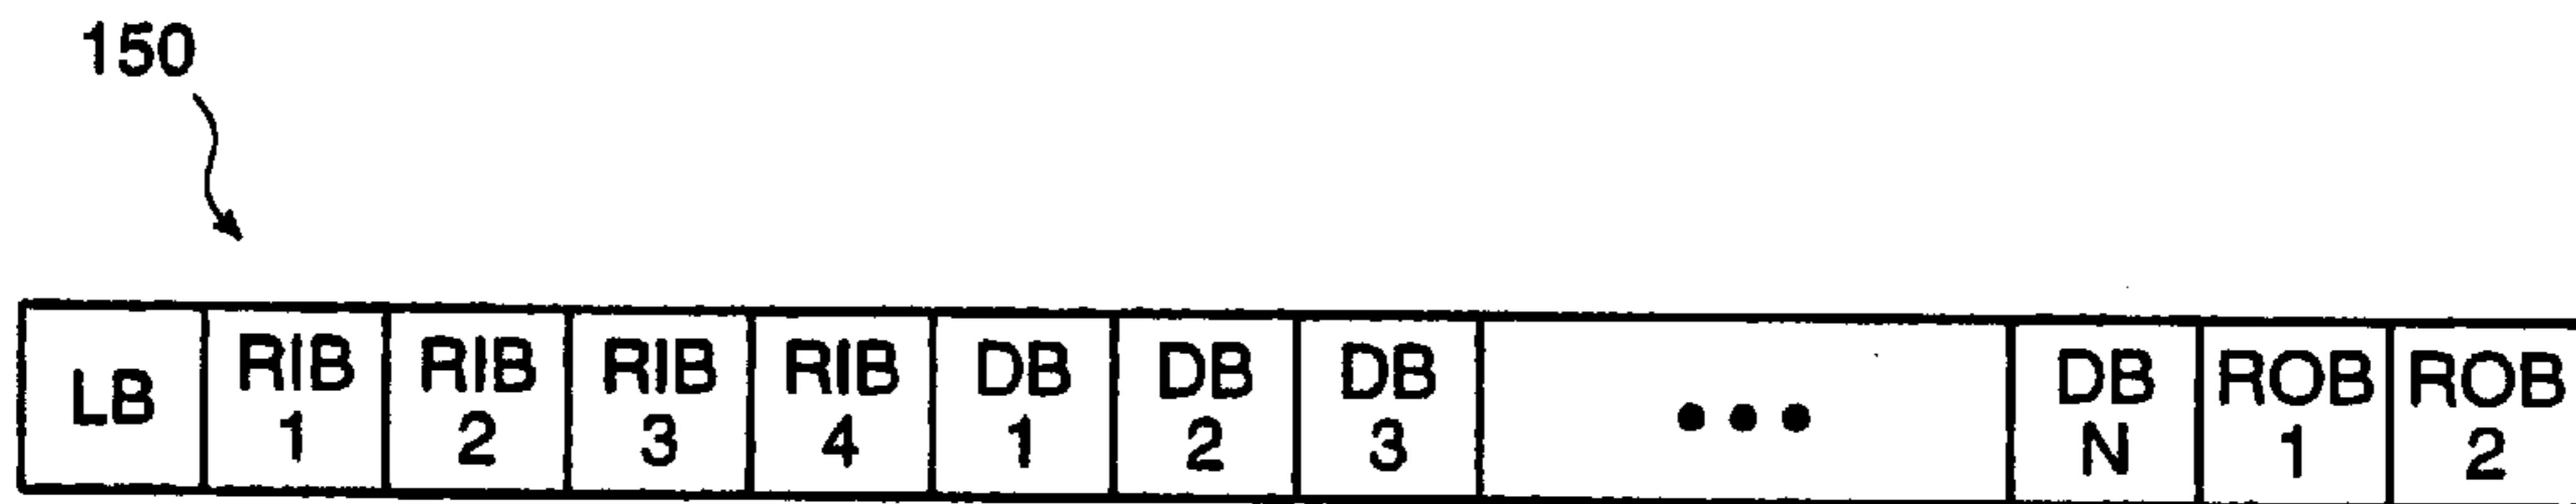 150
LB RIB 1 RIB 2 RIB 3 RIB 4 DB 1 DB 2 DB 3 ••• DB N ROB 1 ROB 2